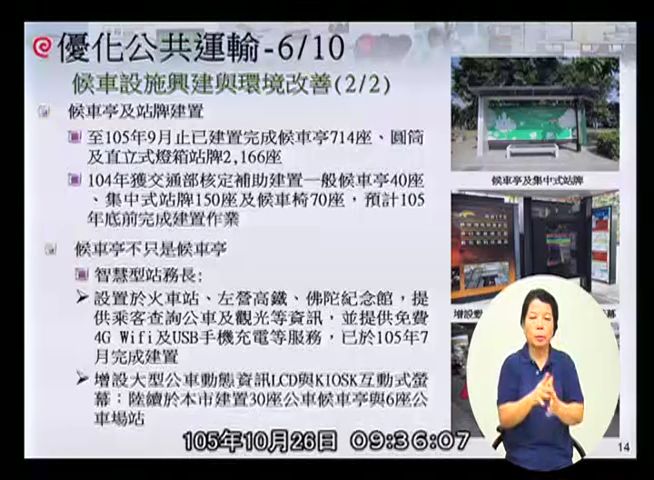 優化公共運輸-6/10
候車設施興建與環境改善(2/2)
候車亭及站牌建置
至105年9月止已建置完成候車亭714座、圓筒
及直立式燈箱站牌2,166座
104年獲交通部核定補助建置一般候車亭40座
、集中式站牌150座及候車椅70座，預計105
年底前完成建置作業
候車亭不只是候車亭
智慧型站務長:
設置於火車站、左營高鐵、佛陀紀念館，提
供乘客查詢公車及觀光等資訊，並提供免費
4G Wifi及USB手機充電等服務，已於105年7
月完成建置
增設大型公車動態資訊LCD與KIOSK互動式螢
幕：陸續於本市建置30座公車候車亭與6座公
車場站
候車亭及集中式站牌
增設動
幕
105年10月26日 09:36:07
14